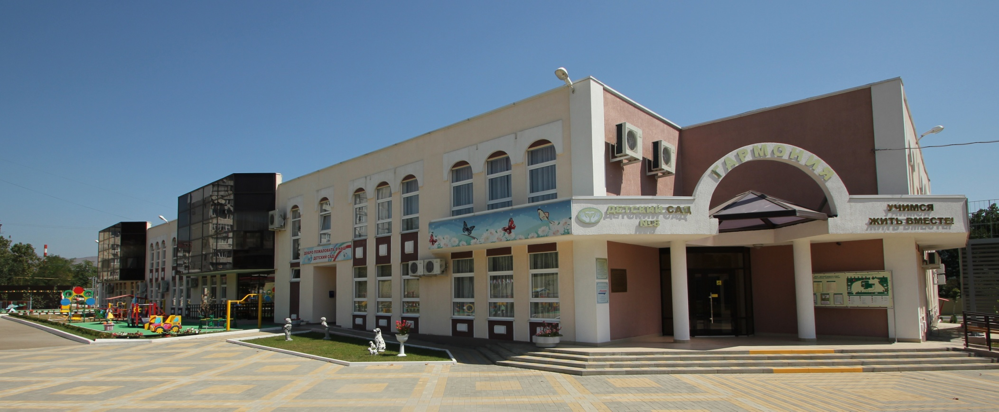 ГАРМОНИЯ
ДЕТСКИЙ САД
№8
УЧИМСЯ
ЖИТЬ ВМЕСТЕ!
ДОБРО ПОЖАЛОВАТЬ В НАШ
ДЕТСКИЙ САД!